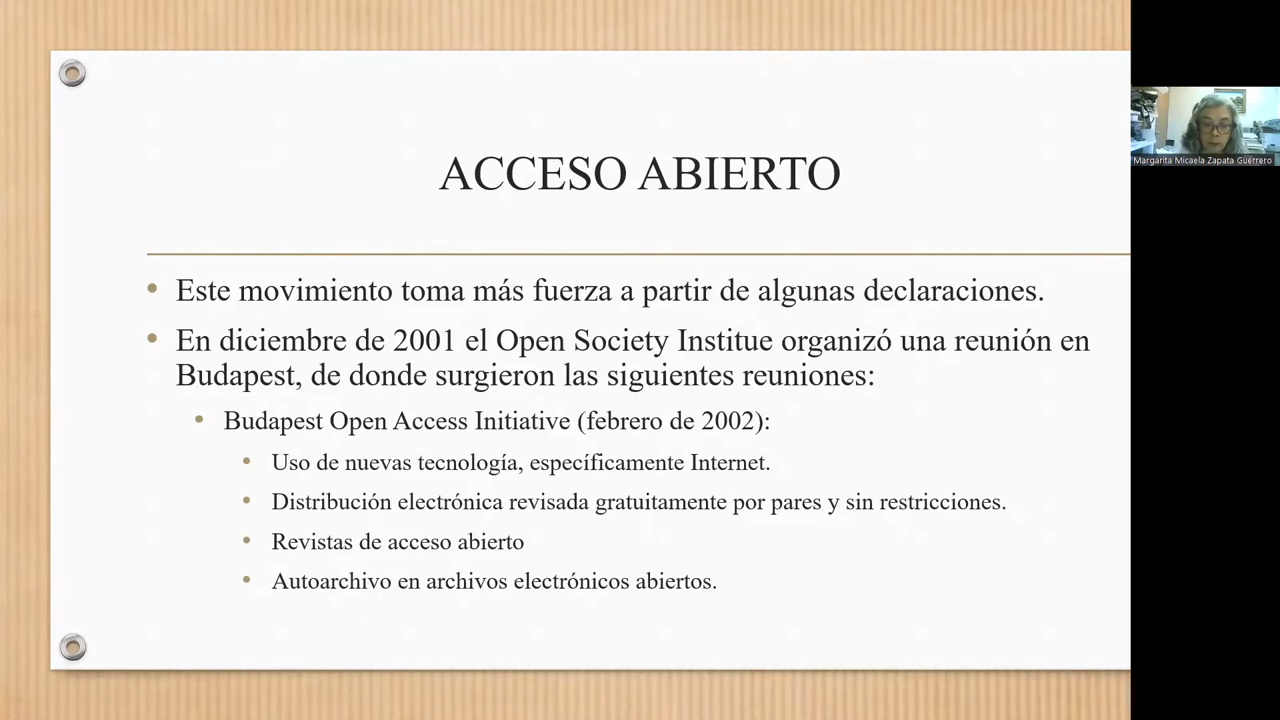 ACCESO ABIERTO
Este movimiento toma más fuerza a partir de algunas declaraciones.
En diciembre de 2001 el Open Society Institue organizó una reunión en
Budapest, de donde surgieron las siguientes reuniones:
Budapest Open Access Initiative (febrero de 2002):
Uso de nuevas tecnología, específicamente Internet.
Distribución electrónica revisada gratuitamente por pares y sin restricciones.
Revistas de acceso abierto
Autoarchivo en archivos electrónicos abiertos.
Margarita Micaela Zapata Guerrero